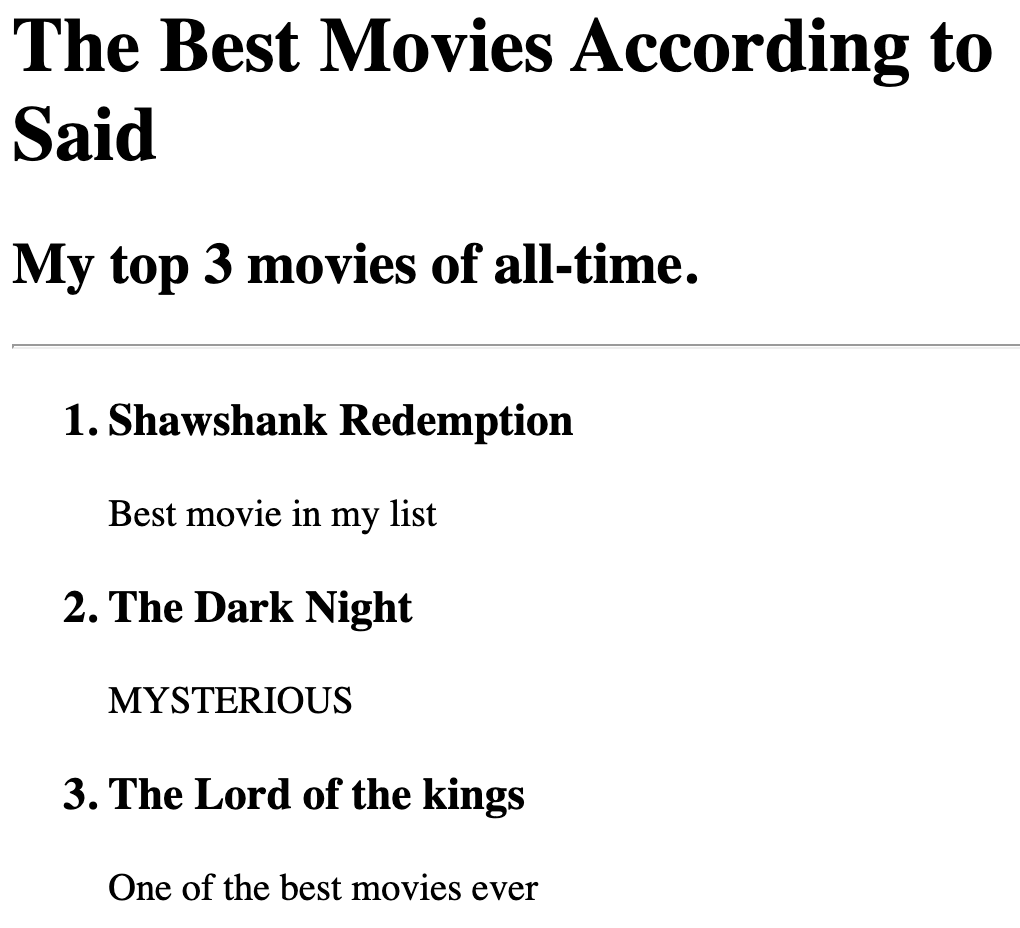 The Best Movies According to
Said
My top 3 movies of all-time.
1. Shawshank Redemption
Best movie in my list
2. The Dark Night
MYSTERIOUS
3. The Lord of the kings
One of the best movies ever